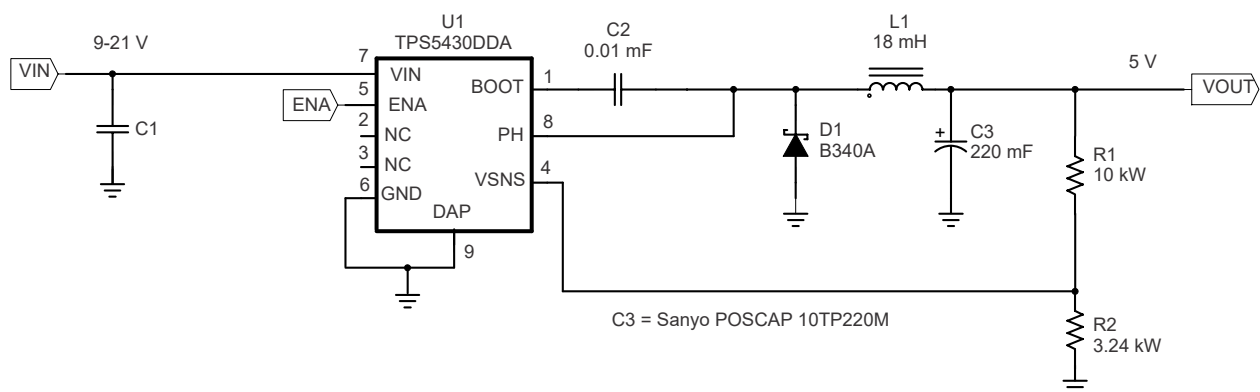 U1
TPS5430DDA
9-21 V
C2
0.01 mF
L1
18 mH
5 V
VIN
7
VIN
BOOT
1
VOUT
ENA
5
ENA
C1
2
NC
PH
8
D1
B340A
+
C3
220 mF
3
NC
VSNS
4
R1
10 kW
6
GND
DAP
9
C3 = Sanyo POSCAP 10TP220M
R2
3.24 kW